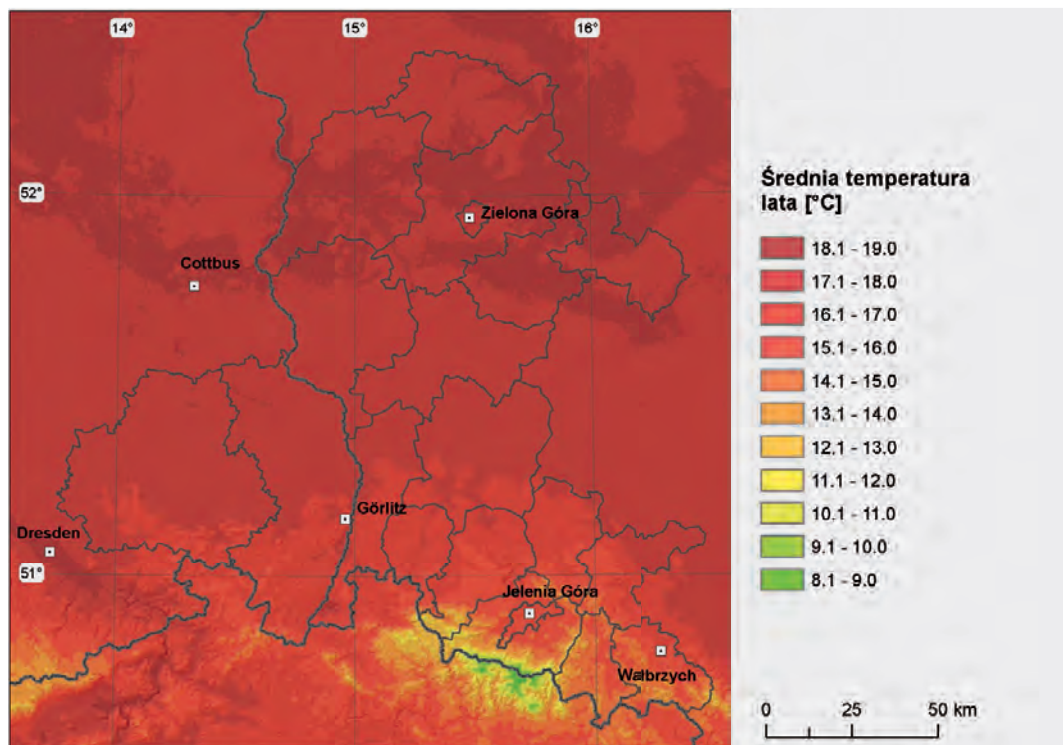 14°
15°
16°
52°
Zielona Góra
Cottbus
Görlitz
Dresden
51°
Jelenia Góra
Wałbrzych
Średnia temperatura
lata [°C]
18.1 - 19.0
17.1 - 18.0
16.1 - 17.0
15.1 - 16.0
14.1 - 15.0
13.1 - 14.0
12.1 - 13.0
11.1 - 12.0
10.1 - 11.0
9.1 - 10.0
8.1 - 9.0
0 25 50 km